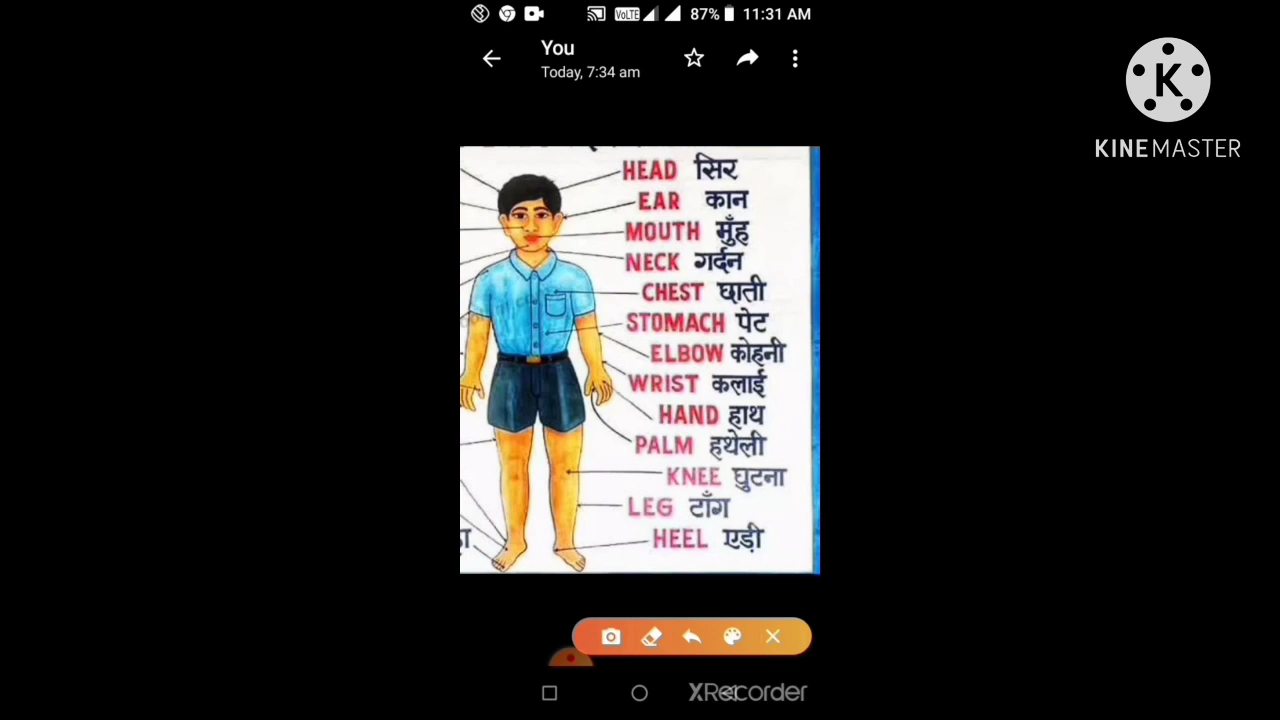 VoLTE 87% 11:31 AM
You
Today, 7:34 am
K
KINEMASTER
HEAD सिर
EAR कान
MOUTH मुँह
NECK गर्दन
CHEST छाती
STOMACH पेट
ELBOW कोहनी
WRIST कलाई
HAND हाथ
PALM हथेली
KNEE घुटना
LEG टाँग
HEEL एड़ी
XRecorder